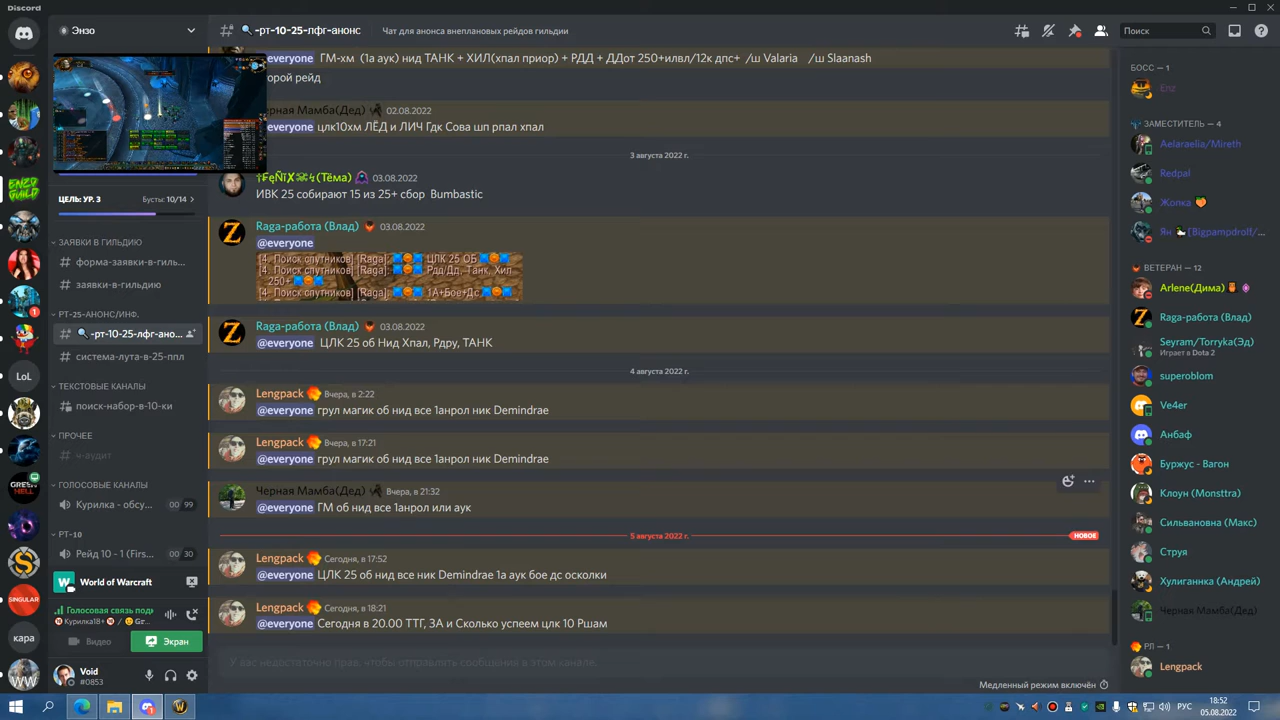 Discord
Энзо
-рт-10-25-лфг-анонс
Чат для анонса внеплановых рейдов гильдии
Поиск
ЦЕЛЬ: УР. 3
Бусты: 10/14
ЗАЯВКИ В ГИЛЬДИЮ
форма-заявки-в-гиль...
заявки-в-гильдию
РТ-25-АНОНС/ИНФ.
-рт-10-25-лфг-ано...
система-лута-в-25-ппл
ТЕКСТОВЫЕ КАНАЛЫ
поиск-набор-в-10-ки
ПРОЧЕЕ
ч-аудит
ГОЛОСОВЫЕ КАНАЛЫ
Курилка - обсу...
00 99
РТ-10
Рейд 10 - 1 (Firs...
00 30
World of Warcraft
Голосовая связь подк
Курилка18+
Видео
Экран
Void
#0853
ENZO
GUILD
LoL
GREEN
HELL
SINGULAR
кара
WW
@everyone ГМ-хм (1а аук) нид ТАНК + ХИЛ(хпал приор) + РДД + ДДот 250+илвл/12к дпс+ /ш Valaria /ш Slaanash
орой рейд
ерная Мамба(Дед) 02.08.2022
@everyone цлк10хм ЛЁД и ЛИЧ Гдк Сова шп рпал хпал
3 августа 2022 г.
(Тёма) 03.08.2022
ИВК 25 собирают 15 из 25+ сбор Bumbastic
Raga-работа (Влад) 03.08.2022
@everyone
[4. Поиск спутников] [Raga]: ЦЛК 25 ОБ
[4. Поиск спутников] [Raga]: Рдд/Дд, Танк, Хил
250+
[4. Поиск спутников] [Raga]: 1А+Бое+Дс
Raga-работа (Влад) 03.08.2022
@everyone ЦЛК 25 об Нид Хпал, Рдру, ТАНК
4 августа 2022 г.
Lengpack Вчера, в 2:22
@everyone грул магик об нид все 1анрол ник Demindrae
Lengpack Вчера, в 17:21
@everyone грул магик об нид все 1анрол ник Demindrae
Черная Мамба(Дед) Вчера, в 21:32
@everyone ГМ об нид все 1анрол или аук
5 августа 2022 г.
НОВОЕ
Lengpack Сегодня, в 17:52
@everyone ЦЛК 25 об нид все ник Demindrae 1а аук бое дс осколки
Lengpack Сегодня, в 18:21
@everyone Сегодня в 20.00 ТТГ, ЗА и Сколько успеем цлк 10 Ршам
У вас недостаточно прав, чтобы отправлять сообщения в этом канале.
Медленный режим включён
БОСС — 1
Enz
ЗАМЕСТИТЕЛЬ — 4
Aelaraelia/Mireth
Redpal
Жопка
Ян (Bigpampdrolf/...
ВЕТЕРАН — 12
Arlene(Дима)
Raga-работа (Влад)
Seyram/Torryka(Эд)
Играет в Dota 2
superoblom
Ve4er
Анбаф
Буржус - Вагон
Клоун (Monsttra)
Сильвановна (Макс)
Струя
Хулиганнка (Андрей)
Черная Мамба(Дед)
РЛ — 1
Lengpack
РУС
18:52
05.08.2022